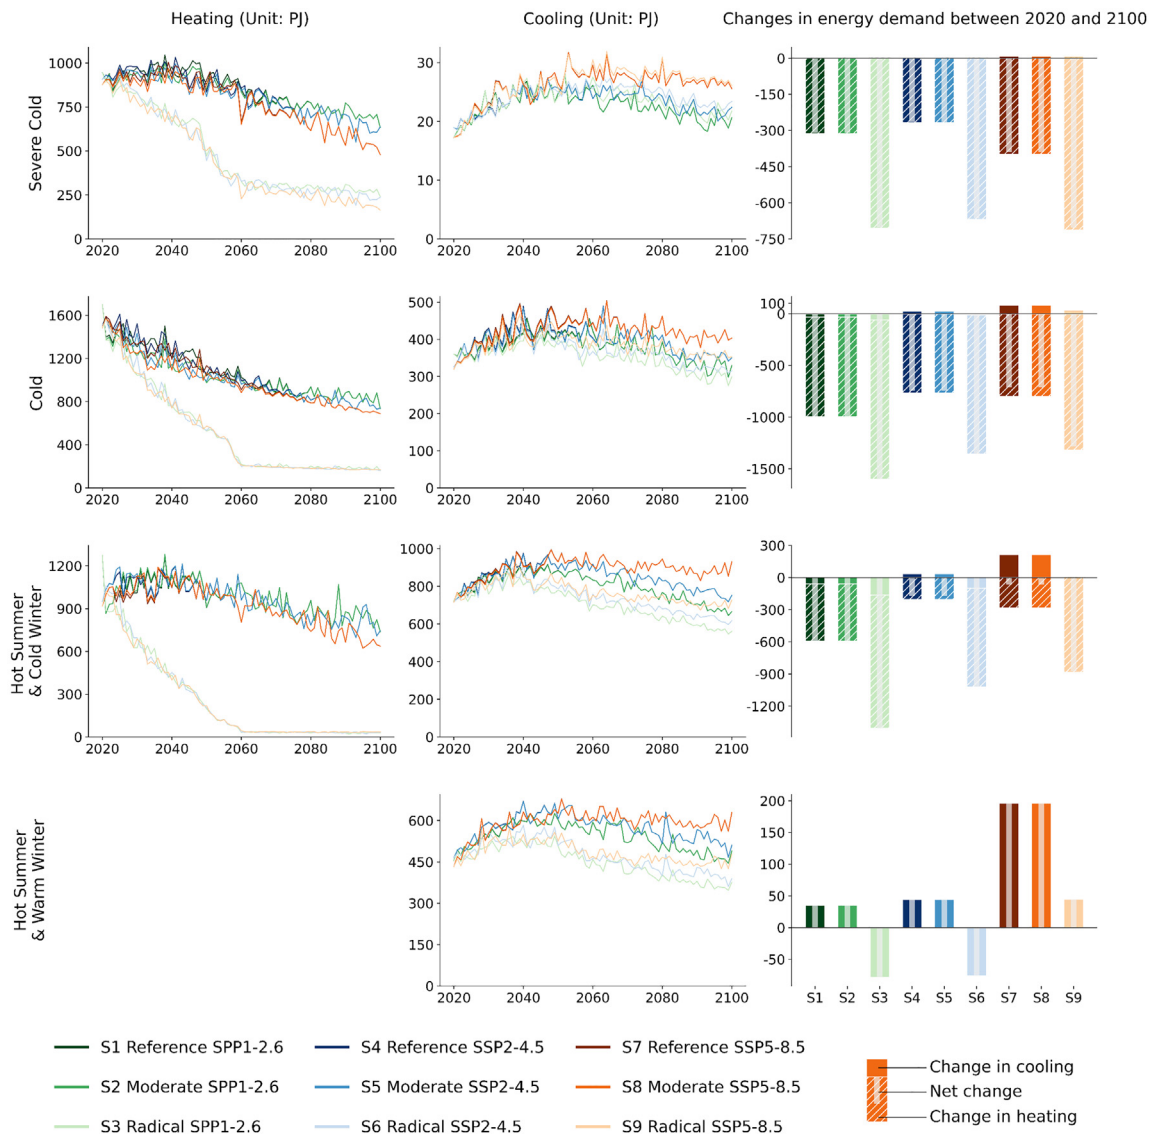 Heating (Unit: PJ)
Cooling (Unit: PJ)
Changes in energy demand between 2020 and 2100
Severe Cold
1000
750
500
250
0
2020 2040 2060 2080 2100
30
20
10
0
2020 2040 2060 2080 2100
0
-150
-300
-450
-600
-750
Cold
1600
1200
800
400
0
2020 2040 2060 2080 2100
500
400
300
200
100
0
2020 2040 2060 2080 2100
100
0
-500
-1000
-1500
Hot Summer
& Cold Winter
1200
900
600
300
0
2020 2040 2060 2080 2100
1000
800
600
400
200
0
2020 2040 2060 2080 2100
300
0
-300
-600
-900
-1200
Hot Summer
& Warm Winter
600
450
300
150
0
2020 2040 2060 2080 2100
200
150
100
50
0
-50
S1 S2 S3 S4 S5 S6 S7 S8 S9
S1 Reference SPP1-2.6
S2 Moderate SPP1-2.6
S3 Radical SPP1-2.6
S4 Reference SSP2-4.5
S5 Moderate SSP2-4.5
S6 Radical SSP2-4.5
S7 Reference SSP5-8.5
S8 Moderate SSP5-8.5
S9 Radical SSP5-8.5
Change in cooling
Net change
Change in heating